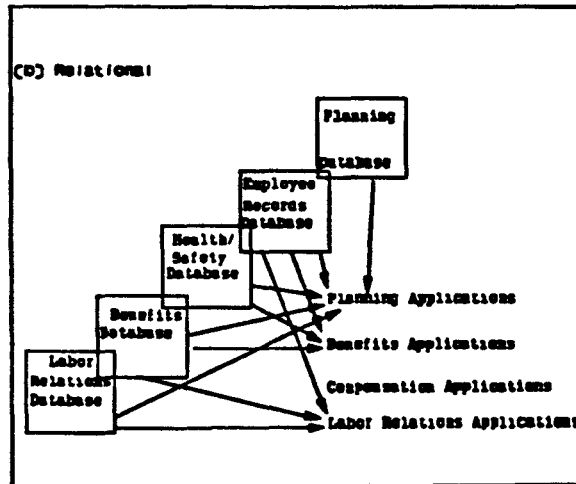 (D) Relational
Planning
Database
Employee
Records
Database
Health/
Safety
Database
Benefits
Database
Labor
Relations
Database
Planning Applications
Benefits Applications
Compensation Applications
Labor Relations Applications